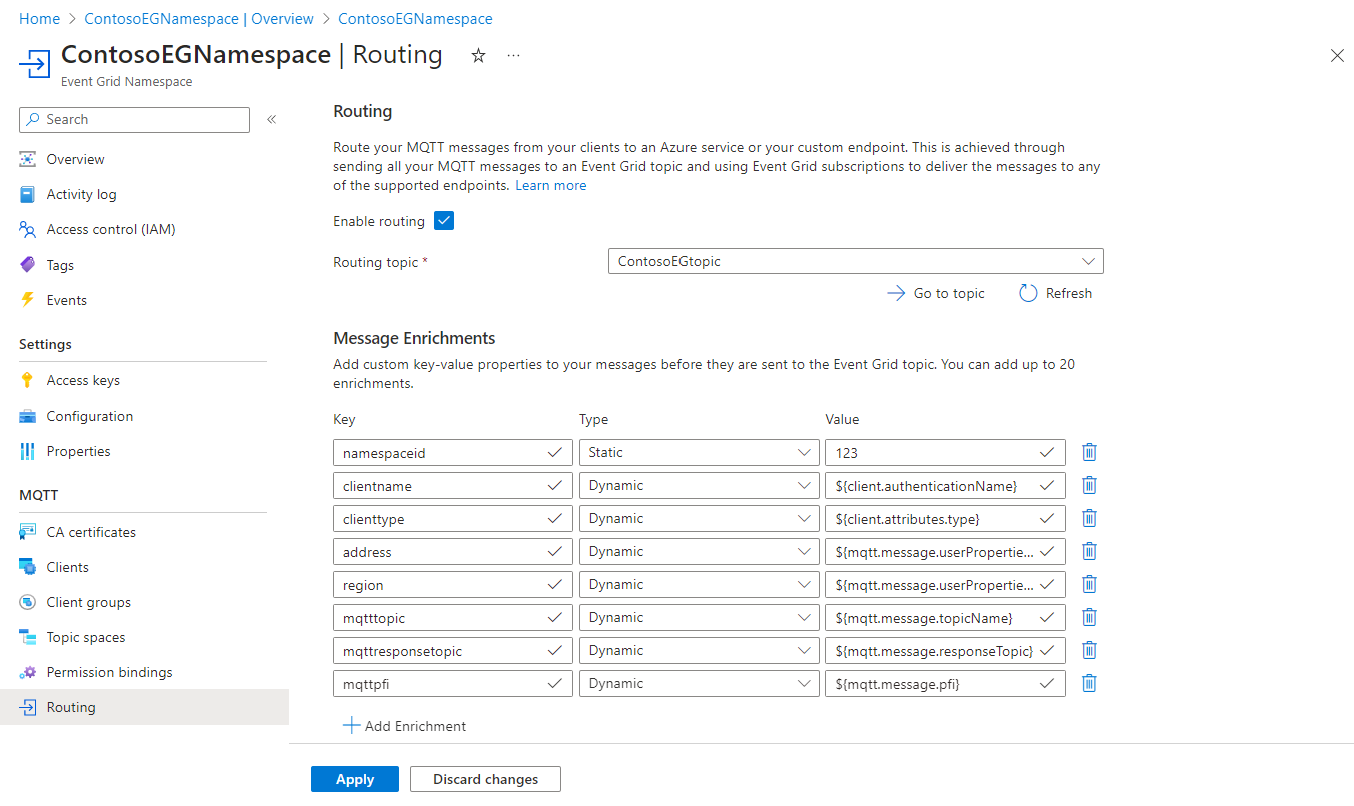 Home > ContosoEGNamespace | Overview > ContosoEGNamespace
ContosoEGNamespace | Routing
Event Grid Namespace
Search
Overview
Activity log
Access control (IAM)
Tags
Events
Settings
Access keys
Configuration
Properties
MQTT
CA certificates
Clients
Client groups
Topic spaces
Permission bindings
Routing
Routing
Route your MQTT messages from your clients to an Azure service or your custom endpoint. This is achieved through
sending all your MQTT messages to an Event Grid topic and using Event Grid subscriptions to deliver the messages to any
of the supported endpoints. Learn more
Enable routing
Routing topic *
ContosoEGtopic
Go to topic Refresh
Message Enrichments
Add custom key-value properties to your messages before they are sent to the Event Grid topic. You can add up to 20
enrichments.
Key Type Value
namespaceid Static 123
clientname Dynamic ${client.authenticationName}
clienttype Dynamic ${client.attributes.type}
address Dynamic ${mqtt.message.userPropertie...
region Dynamic ${mqtt.message.userPropertie...
mqtttopic Dynamic ${mqtt.message.topicName}
mqttresponsetopic Dynamic ${mqtt.message.responseTopic}
mqttpfi Dynamic ${mqtt.message.pfi}
Add Enrichment
Apply Discard changes